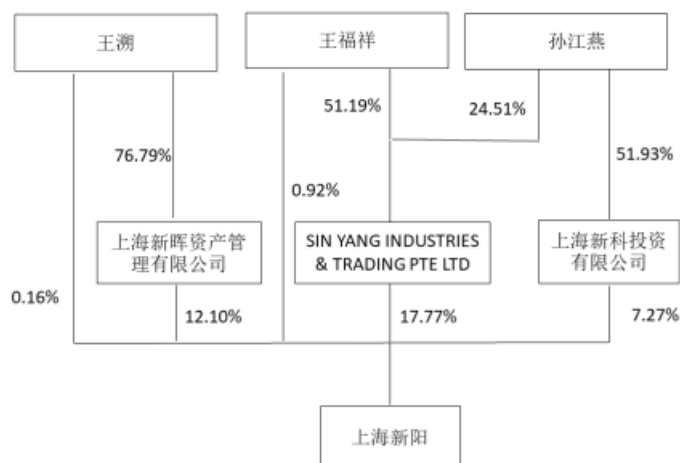 王溯
王福祥
孙江燕
51.19%
24.51%
76.79%
51.93%
0.92%
上海新晖资产管
理有限公司
SIN YANG INDUSTRIES
& TRADING PTE LTD
上海新科投资
有限公司
0.16%
12.10%
17.77%
7.27%
上海新阳